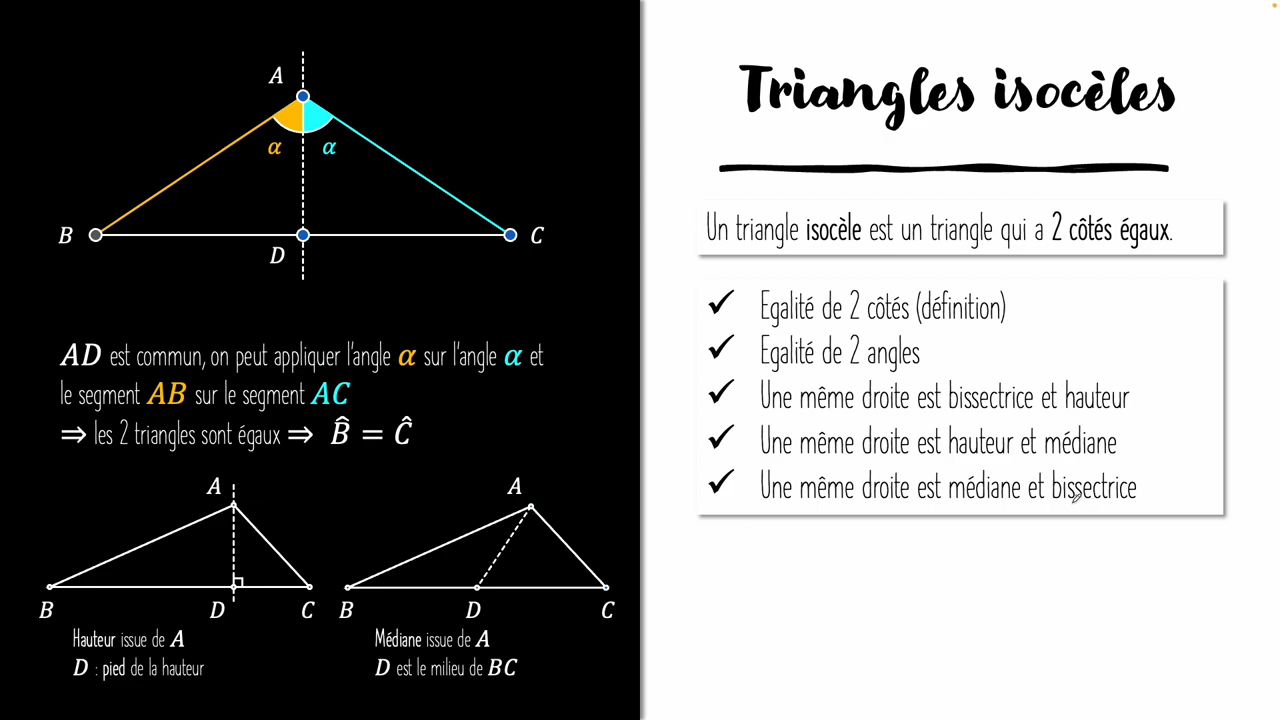 A
α α
B D C
AD est commun, on peut appliquer l'angle α sur l'angle α et
le segment AB sur le segment AC
⇒ les 2 triangles sont égaux ⇒ B̂ = Ĉ
A
B D C
Hauteur issue de A
D : pied de la hauteur
A
B D C
Médiane issue de A
D est le milieu de BC
Triangles isocèles
Un triangle isocèle est un triangle qui a 2 côtés égaux.
✓ Egalité de 2 côtés (définition)
✓ Egalité de 2 angles
✓ Une même droite est bissectrice et hauteur
✓ Une même droite est hauteur et médiane
✓ Une même droite est médiane et bissectrice